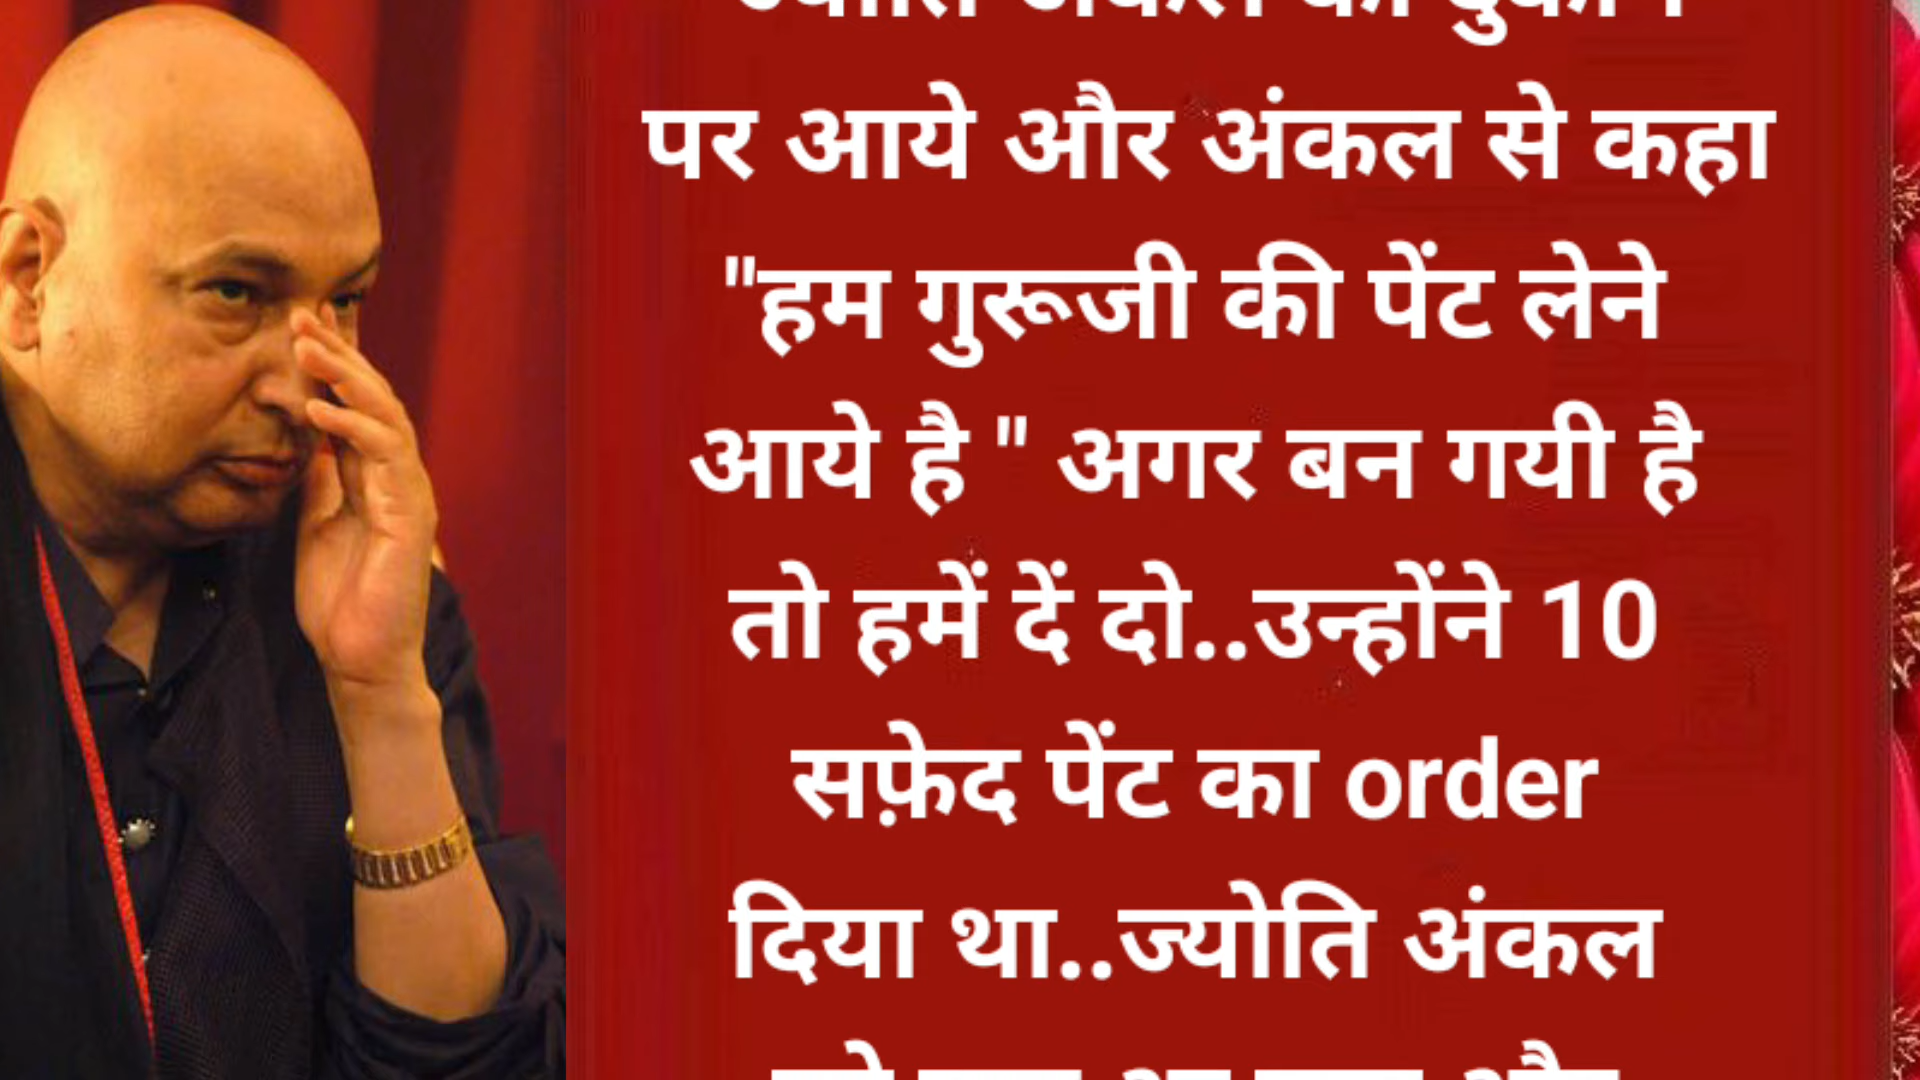 पर आये और अंकल से कहा
"हम गुरूजी की पेंट लेने
आये है " अगर बन गयी है
तो हमें दें दो..उन्होंने 10
सफ़ेद पेंट का order
दिया था..ज्योति अंकल